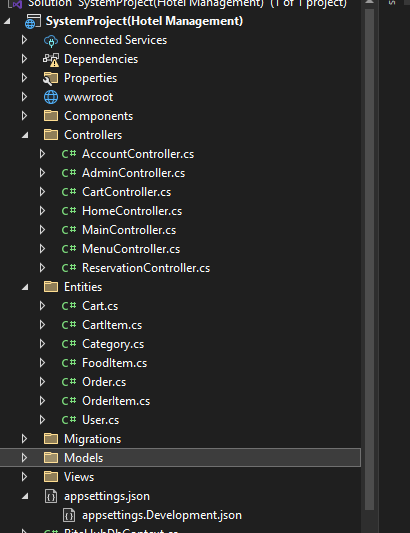 Solution 'SystemProject(Hotel Management)' (1 of 1 project)
SystemProject(Hotel Management)
Connected Services
Dependencies
Properties
wwwroot
Components
Controllers
C# AccountController.cs
C# AdminController.cs
C# CartController.cs
C# HomeController.cs
C# MainController.cs
C# MenuController.cs
C# ReservationController.cs
Entities
C# Cart.cs
C# CartItem.cs
C# Category.cs
C# FoodItem.cs
C# Order.cs
C# OrderItem.cs
C# User.cs
Migrations
Models
Views
appsettings.json
appsettings.Development.json
C# BiteHubDbContext.cs